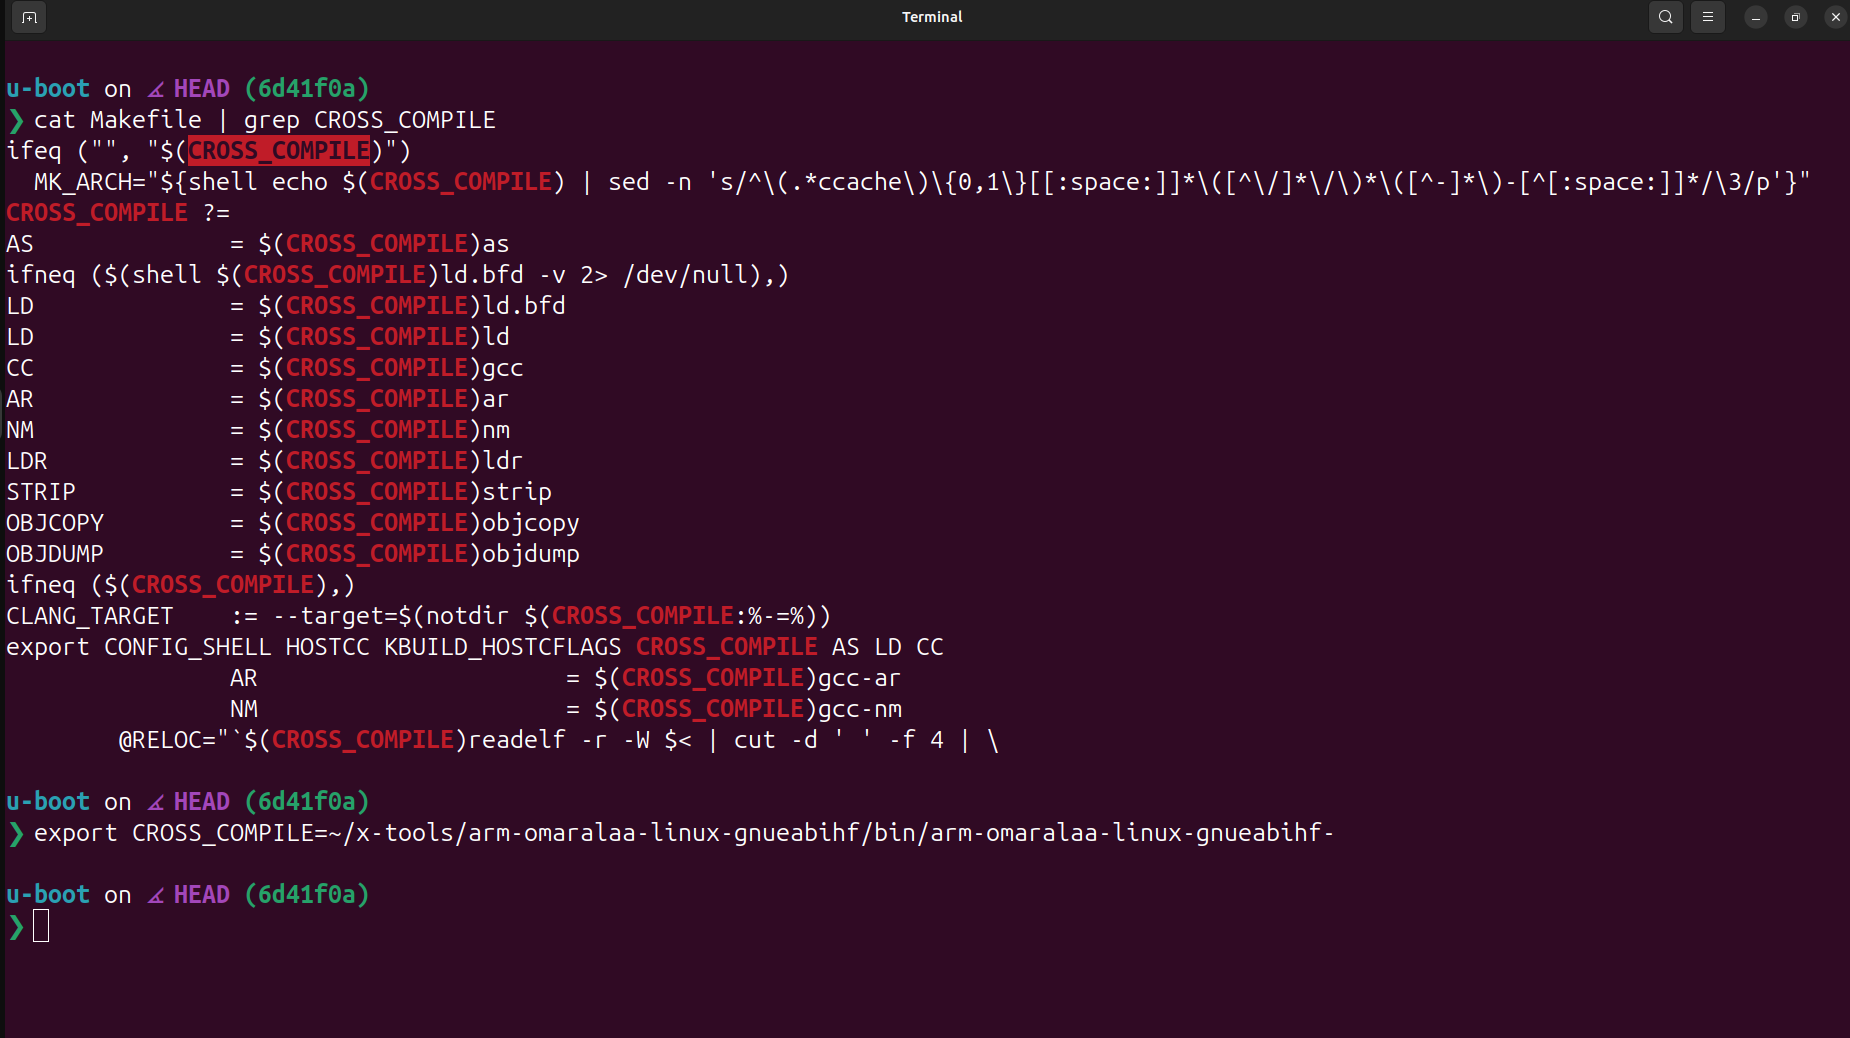 Terminal
u-boot on HEAD (6d41f0a)
❯ cat Makefile | grep CROSS_COMPILE
ifeq ("", "$(CROSS_COMPILE)")
  MK_ARCH="${shell echo $(CROSS_COMPILE) | sed -n 's/^\(.*ccache\)\{0,1\}[[:space:]]*\([^\/]*\/\)*\([^-]*\)-[^[:space:]]*/\3/p'}"
CROSS_COMPILE ?=
AS              = $(CROSS_COMPILE)as
ifneq ($(shell $(CROSS_COMPILE)ld.bfd -v 2> /dev/null),)
LD              = $(CROSS_COMPILE)ld.bfd
LD              = $(CROSS_COMPILE)ld
CC              = $(CROSS_COMPILE)gcc
AR              = $(CROSS_COMPILE)ar
NM              = $(CROSS_COMPILE)nm
LDR             = $(CROSS_COMPILE)ldr
STRIP           = $(CROSS_COMPILE)strip
OBJCOPY         = $(CROSS_COMPILE)objcopy
OBJDUMP         = $(CROSS_COMPILE)objdump
ifneq ($(CROSS_COMPILE),)
CLANG_TARGET    := --target=$(notdir $(CROSS_COMPILE:%-=%))
export CONFIG_SHELL HOSTCC KBUILD_HOSTCFLAGS CROSS_COMPILE AS LD CC
                AR                      = $(CROSS_COMPILE)gcc-ar
                NM                      = $(CROSS_COMPILE)gcc-nm
        @RELOC="`$(CROSS_COMPILE)readelf -r -W $< | cut -d ' ' -f 4 | \
u-boot on HEAD (6d41f0a)
❯ export CROSS_COMPILE=~/x-tools/arm-omaralaa-linux-gnueabihf/bin/arm-omaralaa-linux-gnueabihf-
u-boot on HEAD (6d41f0a)
❯